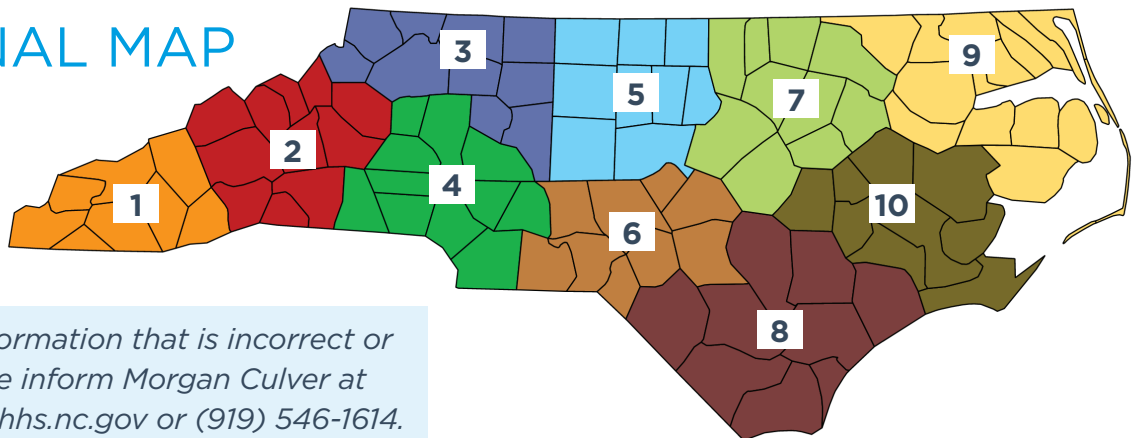 NAL MAP
3
9
5
7
2
4
1
10
6
8
ormation that is incorrect or
e inform Morgan Culver at
hhs.nc.gov or (919) 546-1614.